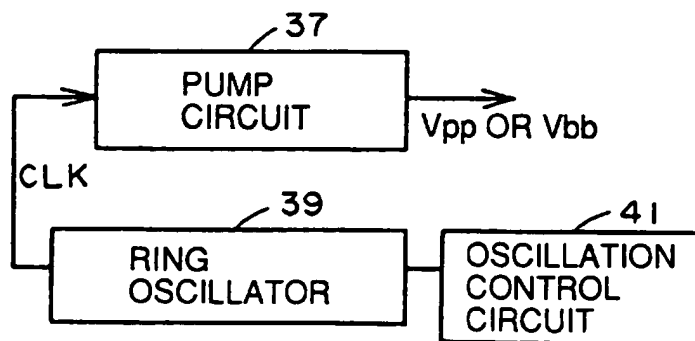 37
PUMP
CIRCUIT
Vpp OR Vbb
CLK
39
RING
OSCILLATOR
41
OSCILLATION
CONTROL
CIRCUIT